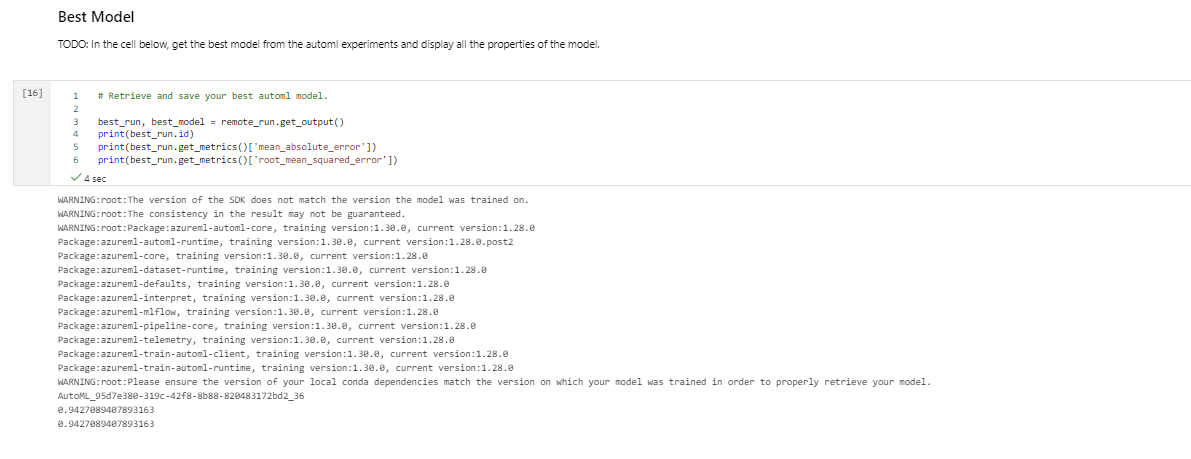 Best Model
TODO: In the cell below, get the best model from the automl experiments and display all the properties of the model.
[16]
1 # Retrieve and save your best automl model.
2
3 best_run, best_model = remote_run.get_output()
4 print(best_run.id)
5 print(best_run.get_metrics()['mean_absolute_error'])
6 print(best_run.get_metrics()['root_mean_squared_error'])
4 sec
WARNING:root:The version of the SDK does not match the version the model was trained on.
WARNING:root:The consistency in the result may not be guaranteed.
WARNING:root:Package:azureml-automl-core, training version:1.30.0, current version:1.28.0
Package:azureml-automl-runtime, training version:1.30.0, current version:1.28.0.post2
Package:azureml-core, training version:1.30.0, current version:1.28.0
Package:azureml-dataset-runtime, training version:1.30.0, current version:1.28.0
Package:azureml-defaults, training version:1.30.0, current version:1.28.0
Package:azureml-interpret, training version:1.30.0, current version:1.28.0
Package:azureml-mlflow, training version:1.30.0, current version:1.28.0
Package:azureml-pipeline-core, training version:1.30.0, current version:1.28.0
Package:azureml-telemetry, training version:1.30.0, current version:1.28.0
Package:azureml-train-automl-client, training version:1.30.0, current version:1.28.0
Package:azureml-train-automl-runtime, training version:1.30.0, current version:1.28.0
WARNING:root:Please ensure the version of your local conda dependencies match the version on which your model was trained in order to properly retrieve your model.
AutoML_95d7e380-319c-42f8-8b88-820483172bd2_36
0.9427089407893163
0.9427089407893163